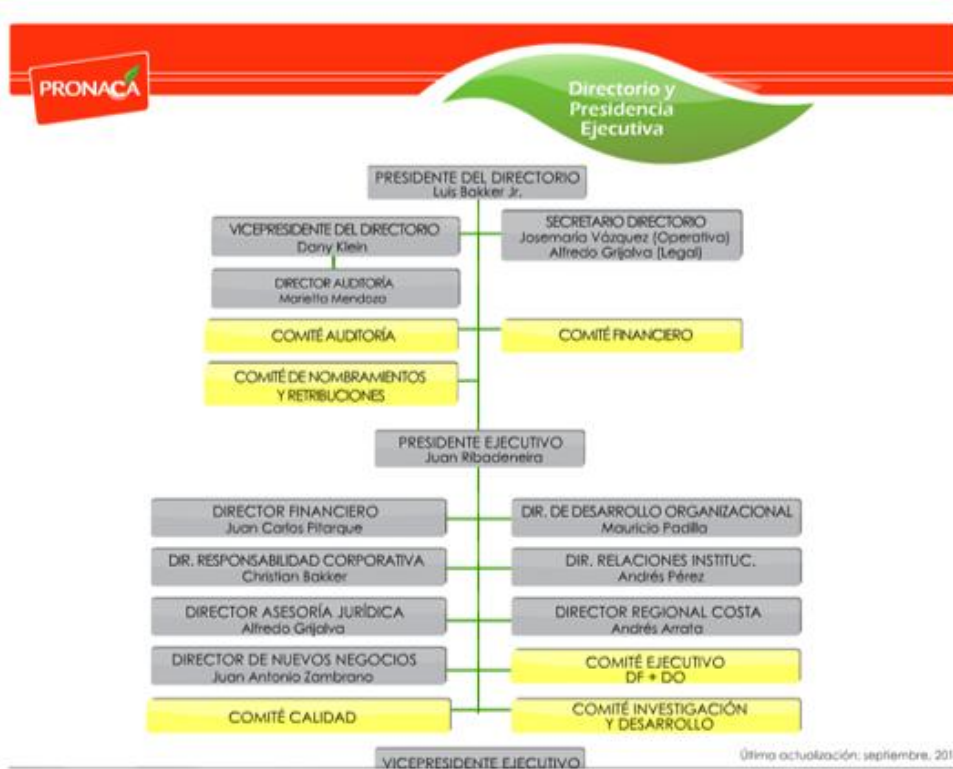 PRONACA
Directorio y
Presidencia
Ejecutiva
PRESIDENTE DEL DIRECTORIO
Luis Bakker Jr.
VICEPRESIDENTE DEL DIRECTORIO
Dany Klein
SECRETARIO DIRECTORIO
Josemaría Vázquez (Operativa)
Alfredo Grijalva (Legal)
DIRECTOR AUDITORÍA
Marietta Mendoza
COMITÉ AUDITORÍA
COMITÉ FINANCIERO
COMITÉ DE NOMBRAMIENTOS
Y RETRIBUCIONES
PRESIDENTE EJECUTIVO
Juan Ribadeneira
DIRECTOR FINANCIERO
Juan Carlos Pitarque
DIR. DE DESARROLLO ORGANIZACIONAL
Mauricio Padilla
DIR. RESPONSABILIDAD CORPORATIVA
Christian Bakker
DIR. RELACIONES INSTITUC.
Andrés Pérez
DIRECTOR ASESORÍA JURÍDICA
Alfredo Grijalva
DIRECTOR REGIONAL COSTA
Andrés Arrata
DIRECTOR DE NUEVOS NEGOCIOS
Juan Antonio Zambrano
COMITÉ EJECUTIVO
DF + DO
COMITÉ CALIDAD
COMITÉ INVESTIGACIÓN
Y DESARROLLO
VICEPRESIDENTE EJECUTIVO
Última actualización: septiembre, 201